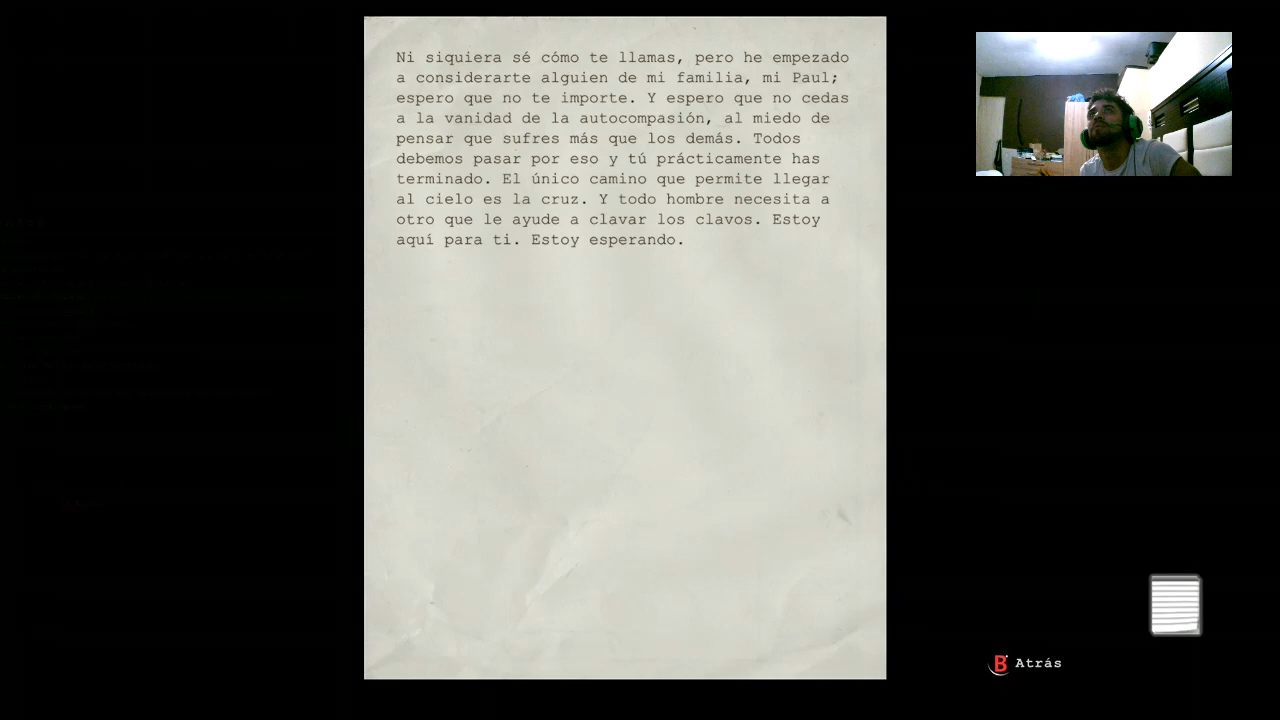 Ni siquiera sé cómo te llamas, pero he empezado
a considerarte alguien de mi familia, mi Paul;
espero que no te importe. Y espero que no cedas
a la vanidad de la autocompasión, al miedo de
pensar que sufres más que los demás. Todos
debemos pasar por eso y tú prácticamente has
terminado. El único camino que permite llegar
al cielo es la cruz. Y todo hombre necesita a
otro que le ayude a clavar los clavos. Estoy
aquí para ti. Estoy esperando.
B Atrás